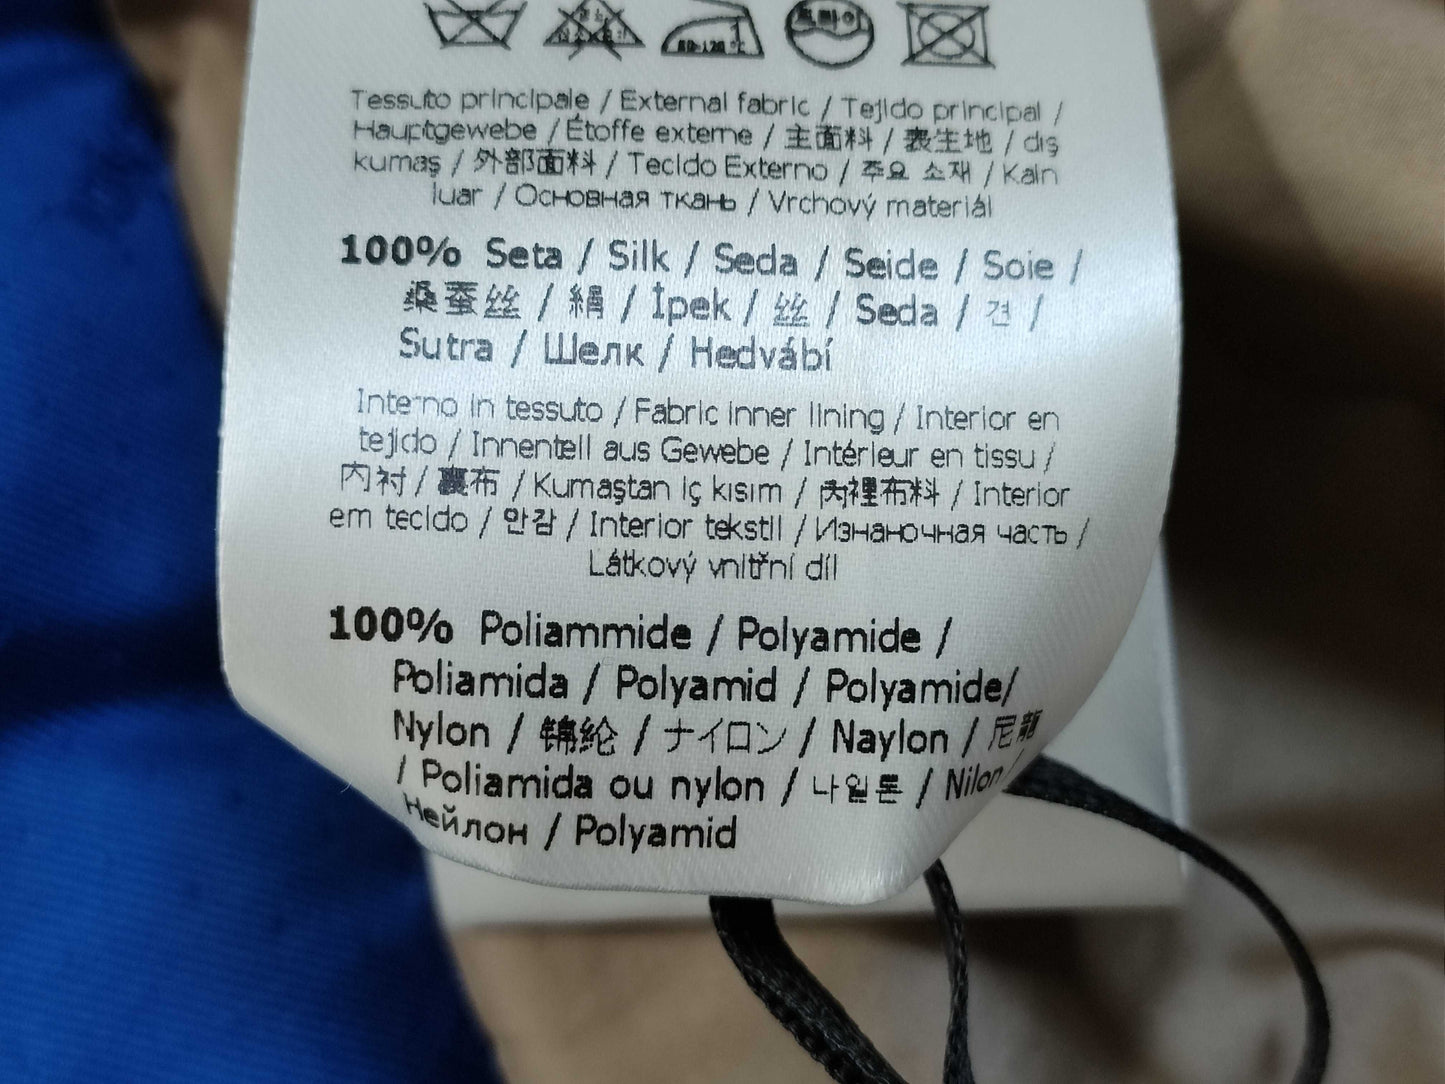 드라이
80-120 ℃
Tessuto principale / External fabric / Tejido principal /
Hauptgewebe / Étoffe externe / 主面料 / 表生地 / dış
kumaş / 外部面料 / Tecido Externo / 주요 소재 / Kain
luar / Основная ткань / Vrchový materiál
100% Seta / Silk / Seda / Seide / Soie /
桑蚕丝 / 絹 / İpek / 丝 / Seda / 견 /
Sutra / Шелк / Hedvábí
Interno in tessuto / Fabric inner lining / Interior en
tejido / Innenteil aus Gewebe / Intérieur en tissu /
内衬 / 裏布 / Kumaştan iç kısım / 內裡布料 / Interior
em tecido / 안감 / Interior tekstil / Изнаночная часть /
Látkový vnitřní díl
100% Poliammide / Polyamide /
Poliamida / Polyamid / Polyamide/
Nylon / 锦纶 / ナイロン / Naylon / 尼龍
/ Poliamida ou nylon / 나일론 / Nilon /
Нейлон / Polyamid